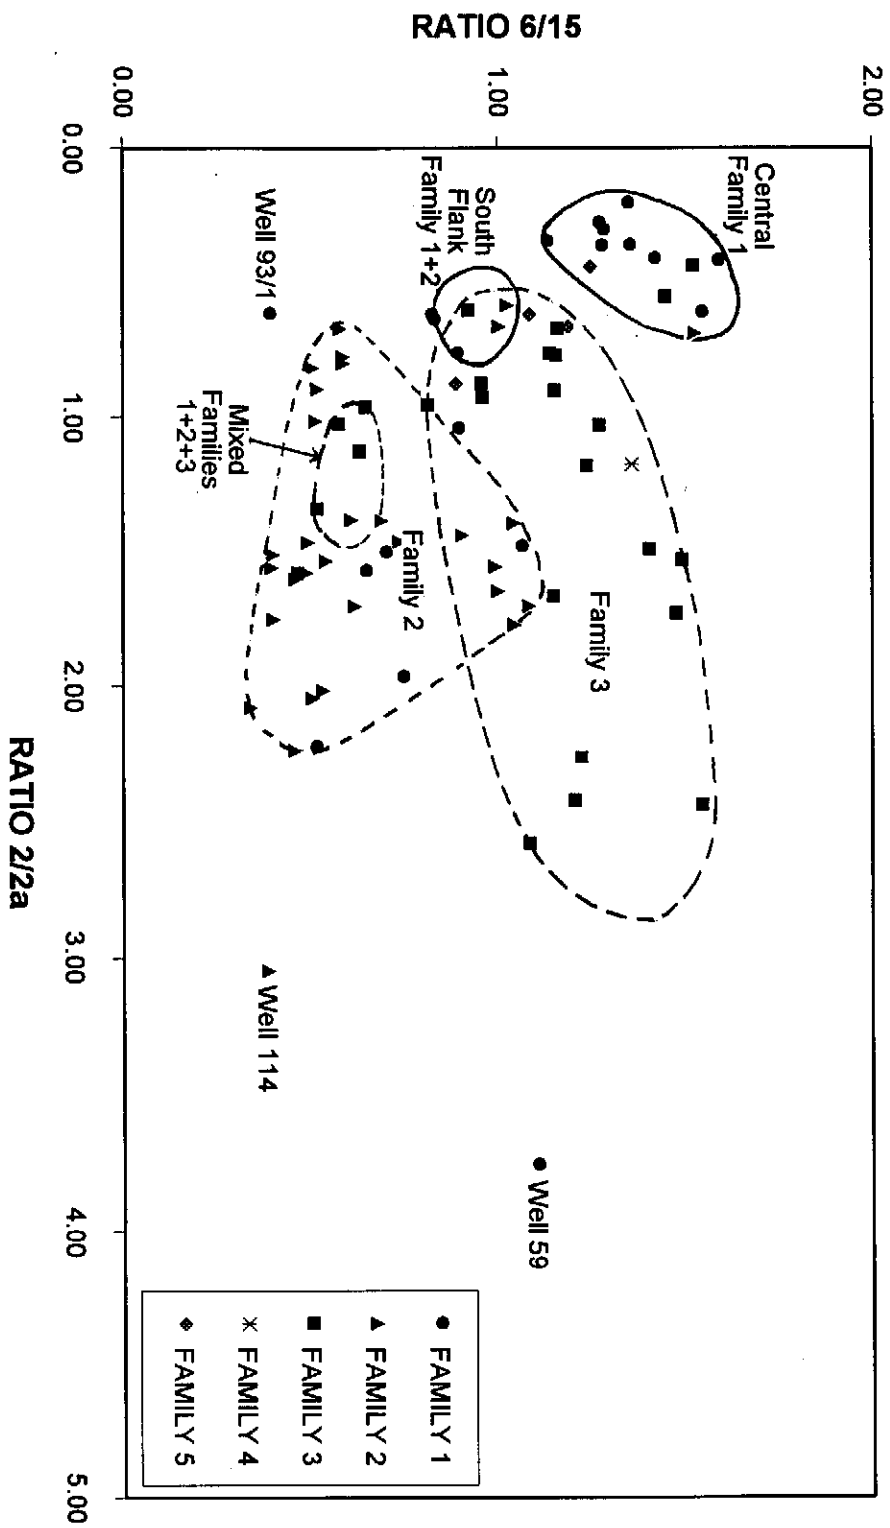 RATIO 6/15
2.00
1.00
0.00
0.00
1.00
2.00
3.00
4.00
5.00
RATIO 2/2a
Central
Family 1
South
Flank
Family 1+2
Well 93/1
Mixed
Families
1+2+3
Family 2
Family 3
Well 114
Well 59
FAMILY 1
FAMILY 2
FAMILY 3
FAMILY 4
FAMILY 5